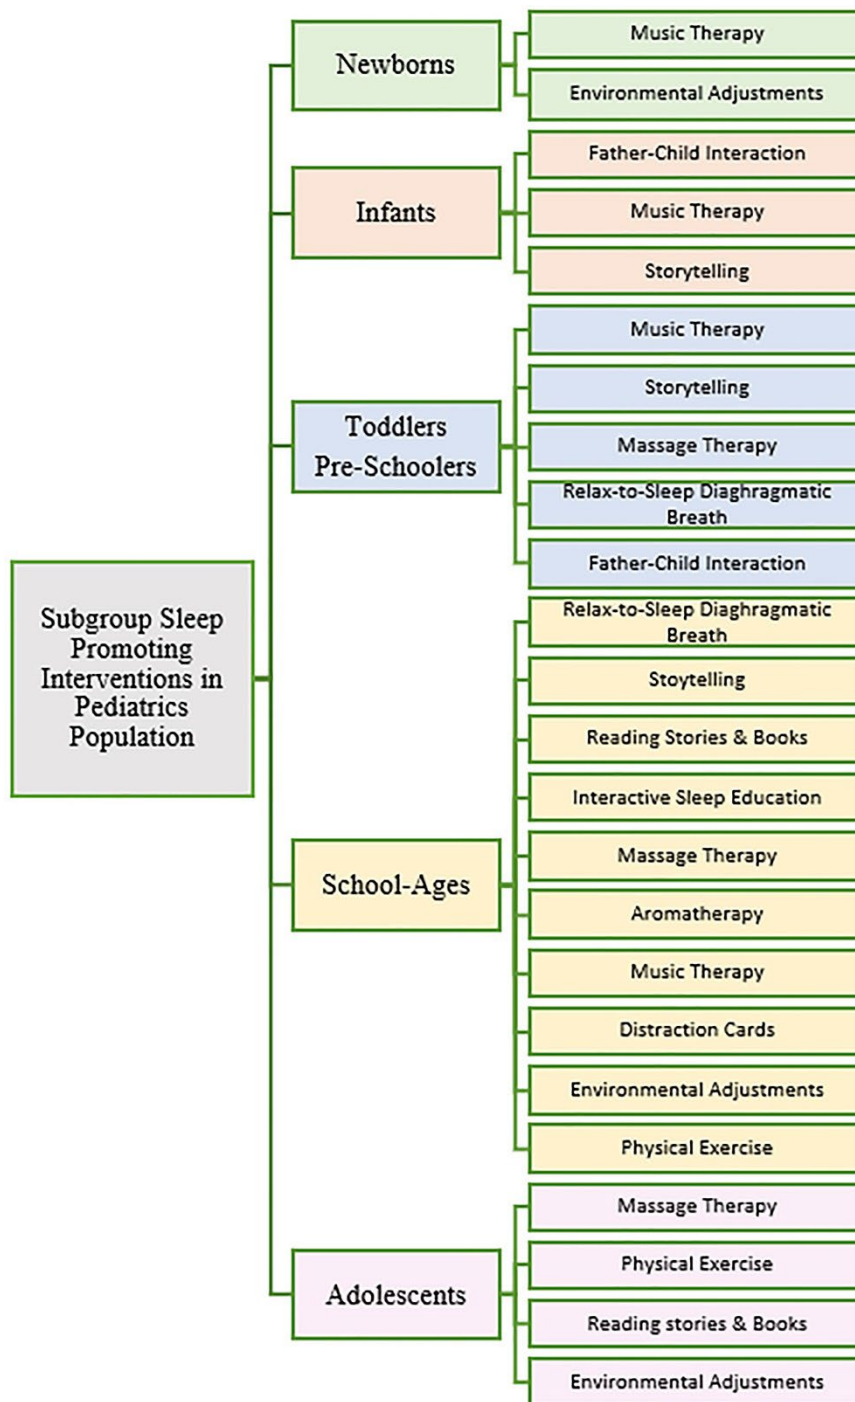 Subgroup Sleep
Promoting
Interventions in
Pediatrics
Population
Newborns
Music Therapy
Environmental Adjustments
Infants
Father-Child Interaction
Music Therapy
Storytelling
Toddlers
Pre-Schoolers
Music Therapy
Storytelling
Massage Therapy
Relax-to-Sleep Diaghragmatic
Breath
Father-Child Interaction
School-Ages
Relax-to-Sleep Diaghragmatic
Breath
Stoytelling
Reading Stories & Books
Interactive Sleep Education
Massage Therapy
Aromatherapy
Music Therapy
Distraction Cards
Environmental Adjustments
Physical Exercise
Adolescents
Massage Therapy
Physical Exercise
Reading stories & Books
Environmental Adjustments